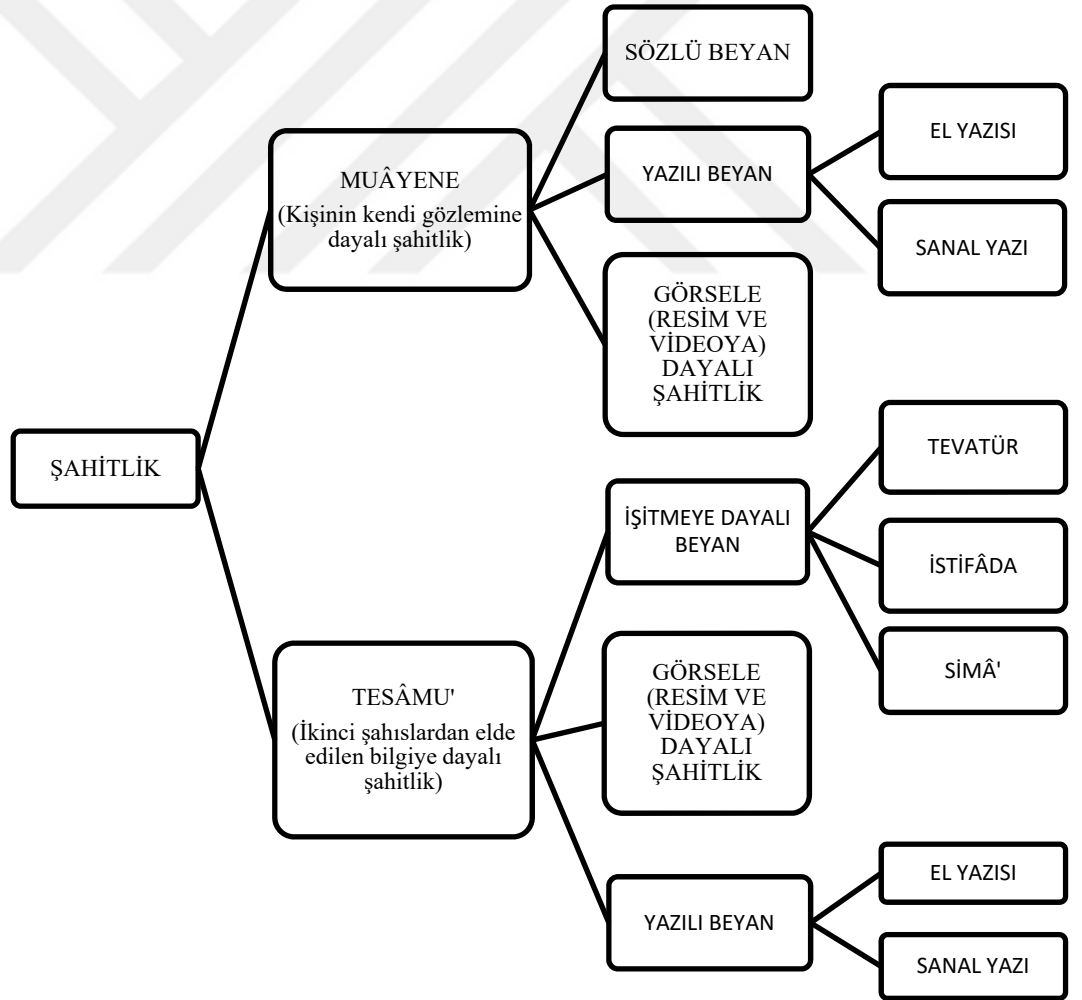 ŞAHİTLİK
MUÂYENE
(Kişinin kendi gözlemine
dayalı şahitlik)
SÖZLÜ BEYAN
YAZILI BEYAN
EL YAZISI
SANAL YAZI
GÖRSELE
(RESİM VE
VİDEOYA)
DAYALI
ŞAHİTLİK
TESÂMU'
(İkinci şahıslardan elde
edilen bilgiye dayalı
şahitlik)
İŞİTMEYE DAYALI
BEYAN
TEVATÜR
İSTİFÂDA
SİMÂ'
GÖRSELE
(RESİM VE
VİDEOYA)
DAYALI
ŞAHİTLİK
YAZILI BEYAN
EL YAZISI
SANAL YAZI